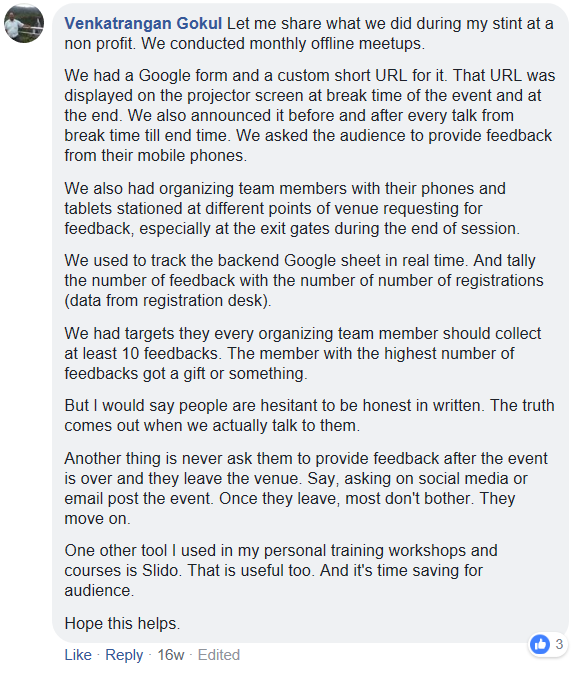 Venkatrangan Gokul Let me share what we did during my stint at a
non profit. We conducted monthly offline meetups.
We had a Google form and a custom short URL for it. That URL was
displayed on the projector screen at break time of the event and at
the end. We also announced it before and after every talk from
break time till end time. We asked the audience to provide feedback
from their mobile phones.
We also had organizing team members with their phones and
tablets stationed at different points of venue requesting for
feedback, especially at the exit gates during the end of session.
We used to track the backend Google sheet in real time. And tally
the number of feedback with the number of number of registrations
(data from registration desk).
We had targets they every organizing team member should collect
at least 10 feedbacks. The member with the highest number of
feedbacks got a gift or something.
But I would say people are hesitant to be honest in written. The truth
comes out when we actually talk to them.
Another thing is never ask them to provide feedback after the event
is over and they leave the venue. Say, asking on social media or
email post the event. Once they leave, most don't bother. They
move on.
One other tool I used in my personal training workshops and
courses is Slido. That is useful too. And it's time saving for
audience.
Hope this helps.
3
Like · Reply · 16w · Edited